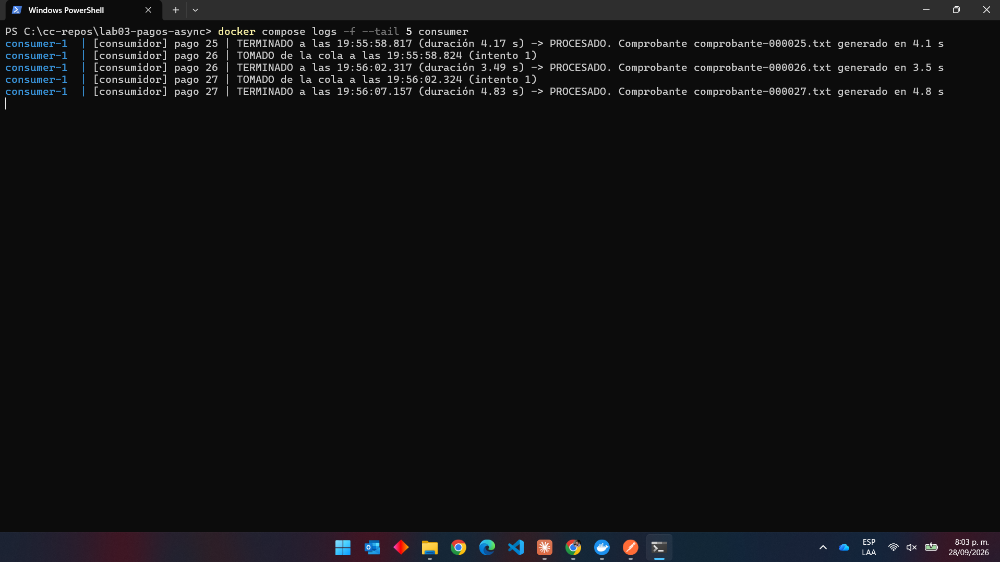 Windows PowerShell
PS C:\cc-repos\lab03-pagos-async> docker compose logs -f --tail 5 consumer
consumer-1  | [consumidor] pago 25 | TERMINADO a las 19:55:58.817 (duración 4.17 s) -> PROCESADO. Comprobante comprobante-000025.txt generado en 4.1 s
consumer-1  | [consumidor] pago 26 | TOMADO de la cola a las 19:55:58.824 (intento 1)
consumer-1  | [consumidor] pago 26 | TERMINADO a las 19:56:02.317 (duración 3.49 s) -> PROCESADO. Comprobante comprobante-000026.txt generado en 3.5 s
consumer-1  | [consumidor] pago 27 | TOMADO de la cola a las 19:56:02.324 (intento 1)
consumer-1  | [consumidor] pago 27 | TERMINADO a las 19:56:07.157 (duración 4.83 s) -> PROCESADO. Comprobante comprobante-000027.txt generado en 4.8 s
ESP
LAA
8:03 p. m.
28/09/2026